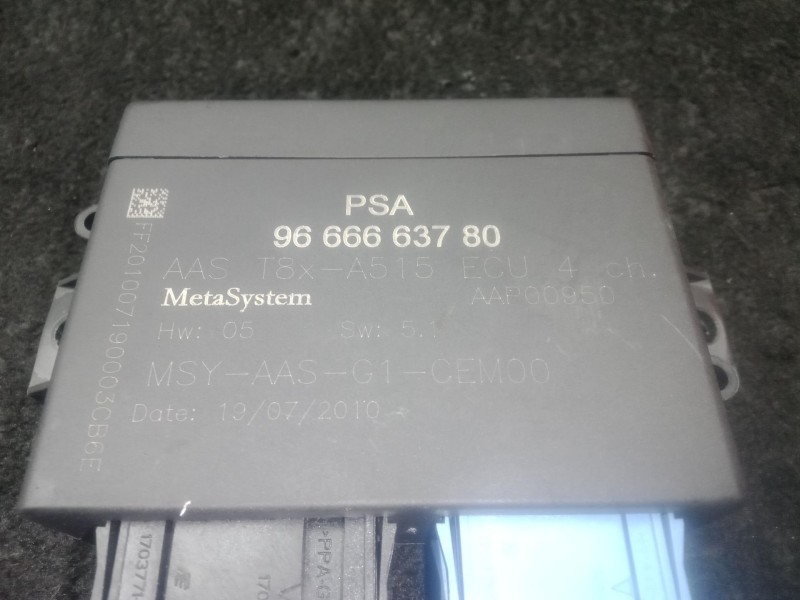 PSA
96 666 637 80
AAS T8x-A515 ECU 4 ch.
MetaSystem AAP00950
Hw: 05 Sw: 5.1
MSY-AAS-G1-CEM00
Date: 19/07/2010
FF201007190003CB6E